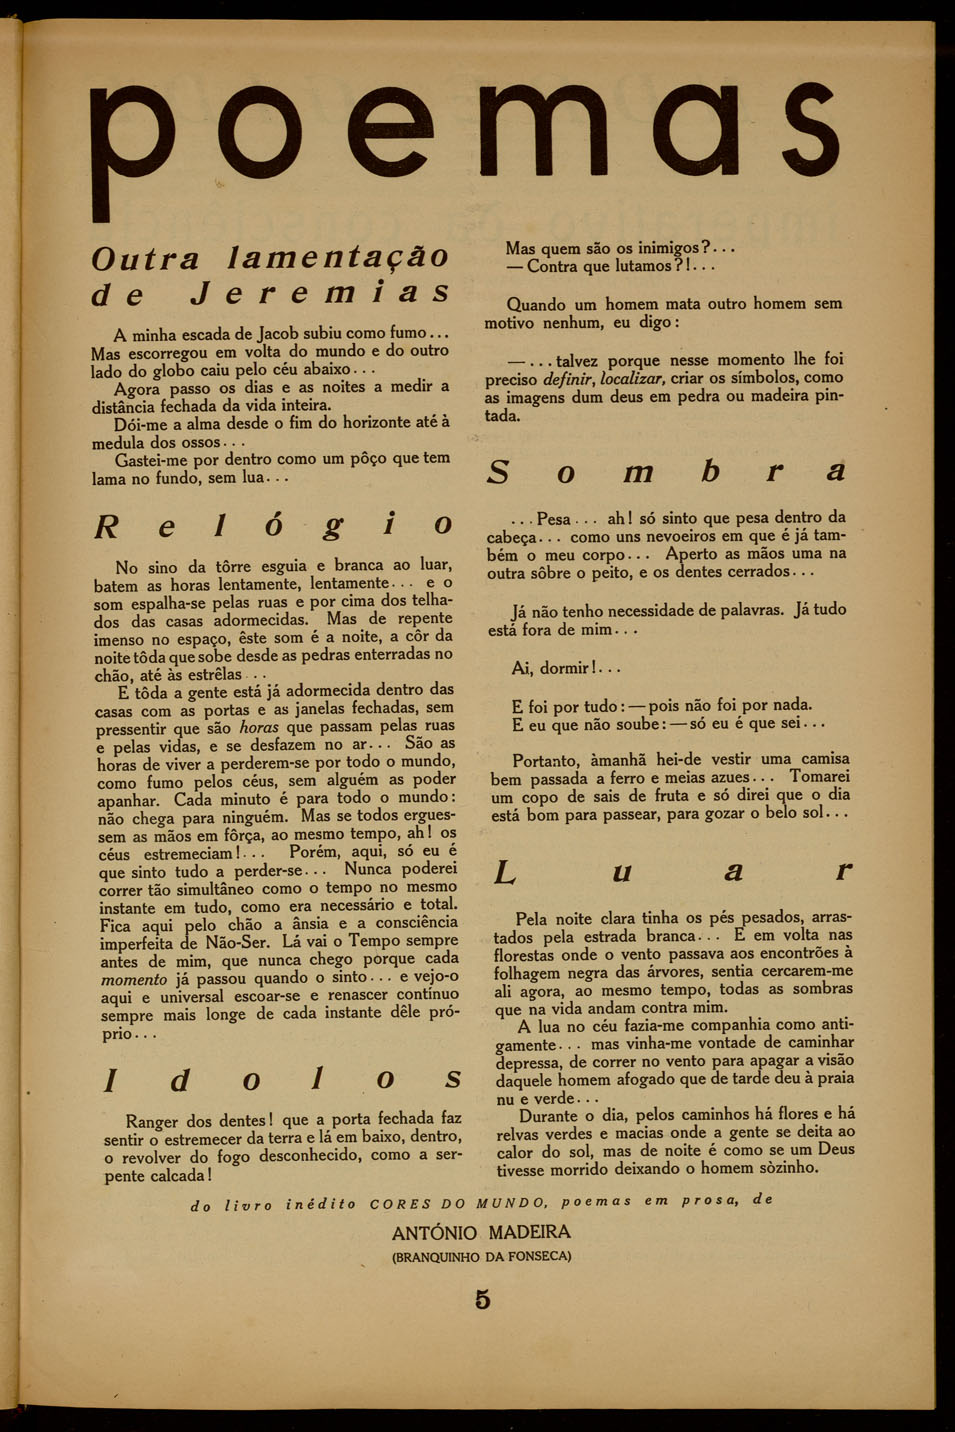 poemas
Outra lamentação
de Jeremias
A minha escada de Jacob subiu como fumo...
Mas escorregou em volta do mundo e do outro
lado do globo caiu pelo céu abaixo...
Agora passo os dias e as noites a medir a
distância fechada da vida inteira.
Dói-me a alma desde o fim do horizonte até à
medula dos ossos...
Gastei-me por dentro como um pôço que tem
lama no fundo, sem lua...
Relógio
No sino da tôrre esguia e branca ao luar,
batem as horas lentamente, lentamente... e o
som espalha-se pelas ruas e por cima dos telha-
dos das casas adormecidas. Mas de repente
imenso no espaço, êste som é a noite, a côr da
noite tôda que sobe desde as pedras enterradas no
chão, até às estrêlas...
E tôda a gente está já adormecida dentro das
casas com as portas e as janelas fechadas, sem
pressentir que são horas que passam pelas ruas
e pelas vidas, e se desfazem no ar... São as
horas de viver a perderem-se por todo o mundo,
como fumo pelos céus, sem alguém as poder
apanhar. Cada minuto é para todo o mundo:
não chega para ninguém. Mas se todos ergues-
sem as mãos em fôrça, ao mesmo tempo, ah! os
céus estremeciam!... Porém, aqui, só eu é
que sinto tudo a perder-se... Nunca poderei
correr tão simultâneo como o tempo no mesmo
instante em tudo, como era necessário e total.
Fica aqui pelo chão a ânsia e a consciência
imperfeita de Não-Ser. Lá vai o Tempo sempre
antes de mim, que nunca chego porque cada
momento já passou quando o sinto... e vejo-o
aqui e universal escoar-se e renascer contínuo
sempre mais longe de cada instante dêle pró-
prio...
Idolos
Ranger dos dentes! que a porta fechada faz
sentir o estremecer da terra e lá em baixo, dentro,
o revolver do fogo desconhecido, como a ser-
pente calcada!
Mas quem são os inimigos?...
— Contra que lutamos?!...
Quando um homem mata outro homem sem
motivo nenhum, eu digo:
—... talvez porque nesse momento lhe foi
preciso definir, localizar, criar os símbolos, como
as imagens dum deus em pedra ou madeira pin-
tada.
Sombra
...Pesa... ah! só sinto que pesa dentro da
cabeça... como uns nevoeiros em que é já tam-
bém o meu corpo... Aperto as mãos uma na
outra sôbre o peito, e os dentes cerrados...
Já não tenho necessidade de palavras. Já tudo
está fora de mim...
Ai, dormir!...
E foi por tudo: — pois não foi por nada.
E eu que não soube: — só eu é que sei...
Portanto, àmanhã hei-de vestir uma camisa
bem passada a ferro e meias azues... Tomarei
um copo de sais de fruta e só direi que o dia
está bom para passear, para gozar o belo sol...
Luar
Pela noite clara tinha os pés pesados, arras-
tados pela estrada branca... E em volta nas
florestas onde o vento passava aos encontrões à
folhagem negra das árvores, sentia cercarem-me
ali agora, ao mesmo tempo, todas as sombras
que na vida andam contra mim.
A lua no céu fazia-me companhia como anti-
gamente... mas vinha-me vontade de caminhar
depressa, de correr no vento para apagar a visão
daquele homem afogado que de tarde deu à praia
nu e verde...
Durante o dia, pelos caminhos há flores e há
relvas verdes e macias onde a gente se deita ao
calor do sol, mas de noite é como se um Deus
tivesse morrido deixando o homem sòzinho.
do livro inédito CORES DO MUNDO, poemas em prosa, de
ANTÓNIO MADEIRA
(BRANQUINHO DA FONSECA)
5